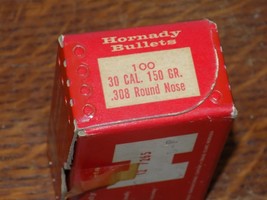 Hornady
Bullets
100
30 CAL. 150 GR.
.308 Round Nose